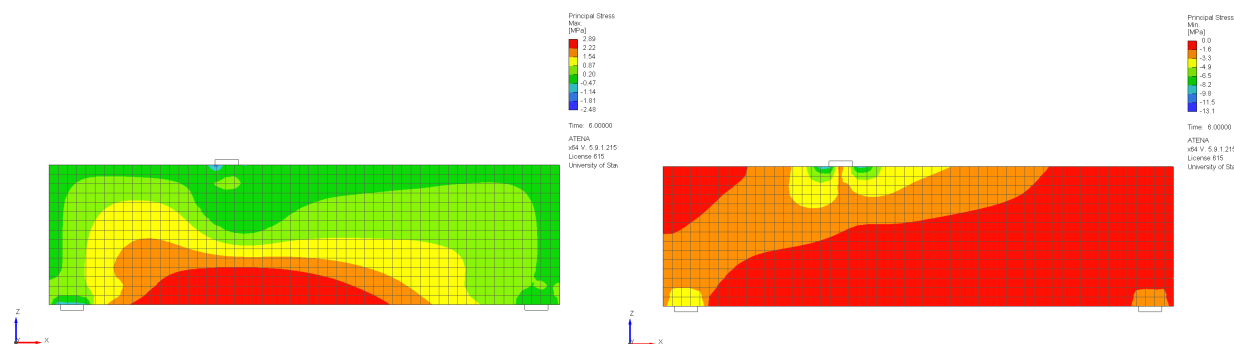 Principal Stress
Max.
[MPa]
2.89
2.22
1.54
0.87
0.20
-0.47
-1.14
-1.81
-2.48
Time: 6.00000
ATENA
x64 V. 5.9.1.215
License 615
University of Sta
Z
X
Principal Stress
Min.
[MPa]
0.0
-1.6
-3.3
-4.9
-6.5
-8.2
-9.8
-11.5
-13.1
Time: 6.00000
ATENA
x64 V. 5.9.1.215
License 615
University of Sta
Z
X